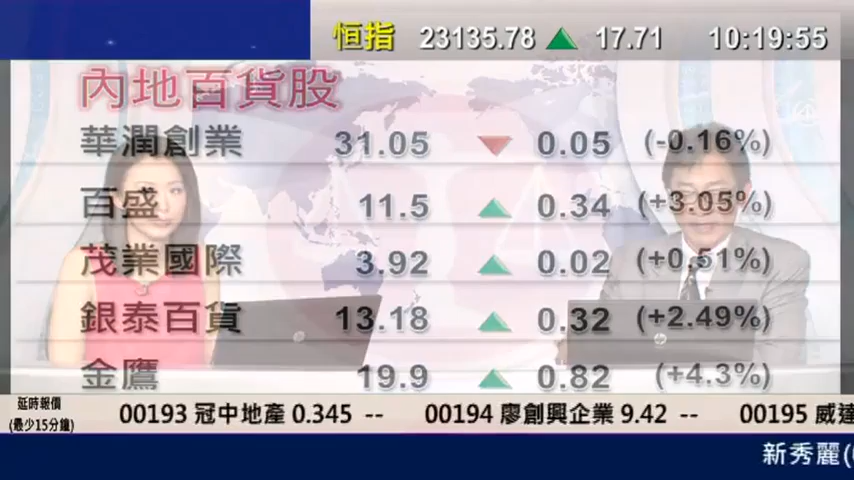 恒指 23135.78 ▲ 17.71 10:19:55
內地百貨股
華潤創業 31.05 ▼ 0.05 (-0.16%)
百盛 11.5 ▲ 0.34 (+3.05%)
茂業國際 3.92 ▲ 0.02 (+0.51%)
銀泰百貨 13.18 ▲ 0.32 (+2.49%)
金鷹 19.9 ▲ 0.82 (+4.3%)
延時報價
(最少15分鐘)
00193 冠中地產 0.345 -- 00194 廖創興企業 9.42 -- 00195 威達
新秀麗(